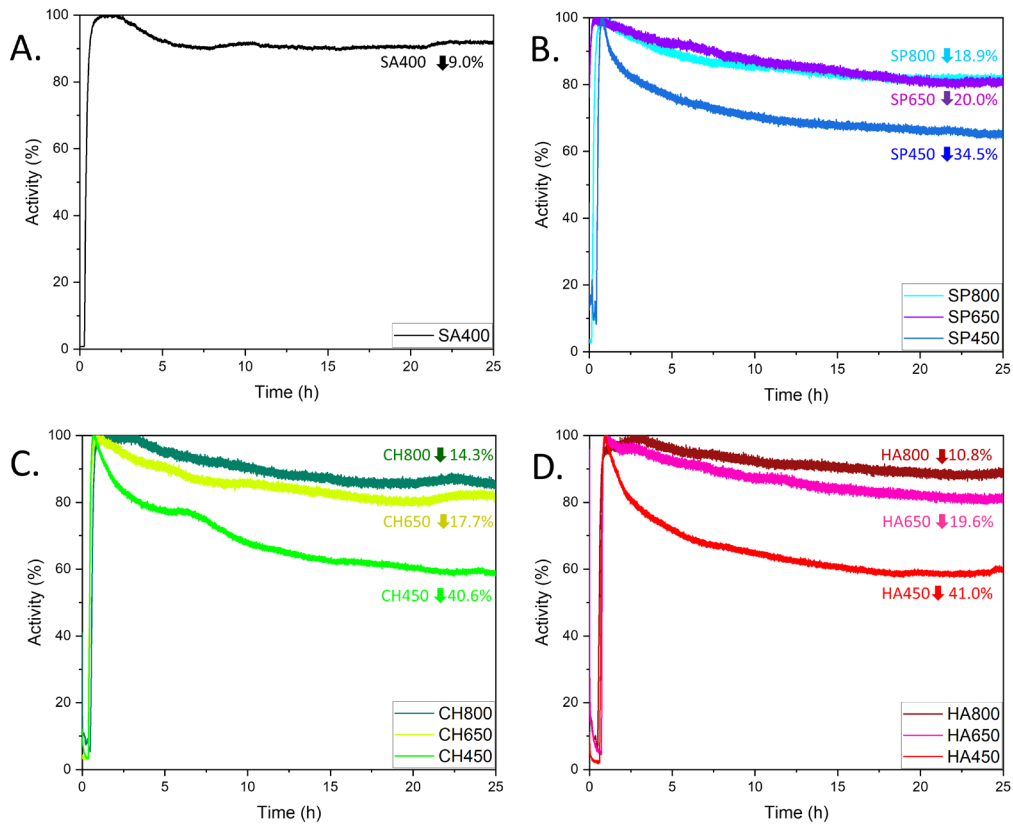 A.
100
80
60
40
20
0
Activity (%)
SA400 9.0%
SA400
0 5 10 15 20 25
Time (h)
B.
100
80
60
40
20
0
Activity (%)
SP800 18.9%
SP650 20.0%
SP450 34.5%
SP800
SP650
SP450
0 5 10 15 20 25
Time (h)
C.
100
80
60
40
20
0
Activity (%)
CH800 14.3%
CH650 17.7%
CH450 40.6%
CH800
CH650
CH450
0 5 10 15 20 25
Time (h)
D.
100
80
60
40
20
0
Activity (%)
HA800 10.8%
HA650 19.6%
HA450 41.0%
HA800
HA650
HA450
0 5 10 15 20 25
Time (h)